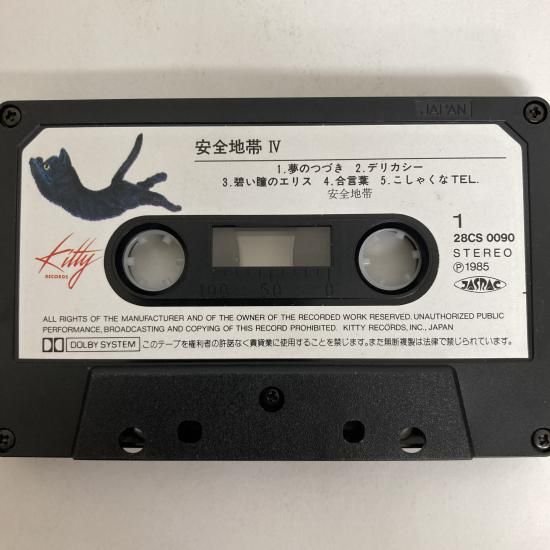 JAPAN
安全地帯 Ⅳ
1.夢のつづき 2.デリカシー
3.碧い瞳のエリス 4.合言葉 5.こしゃくなTEL.
安全地帯
Kitty
RECORDS
1
28CS 0090
STEREO
Ⓟ1985
JASRAC
100 50 0
ALL RIGHTS OF THE MANUFACTURER AND OF THE OWNER OF THE RECORDED WORK RESERVED. UNAUTHORIZED PUBLIC
PERFORMANCE, BROADCASTING AND COPYING OF THIS RECORD PROHIBITED. KITTY RECORDS, INC., JAPAN
DOLBY SYSTEM このテープを権利者の許諾なく賃貸業に使用することを禁じます。また無断複製は法律で禁じられています。